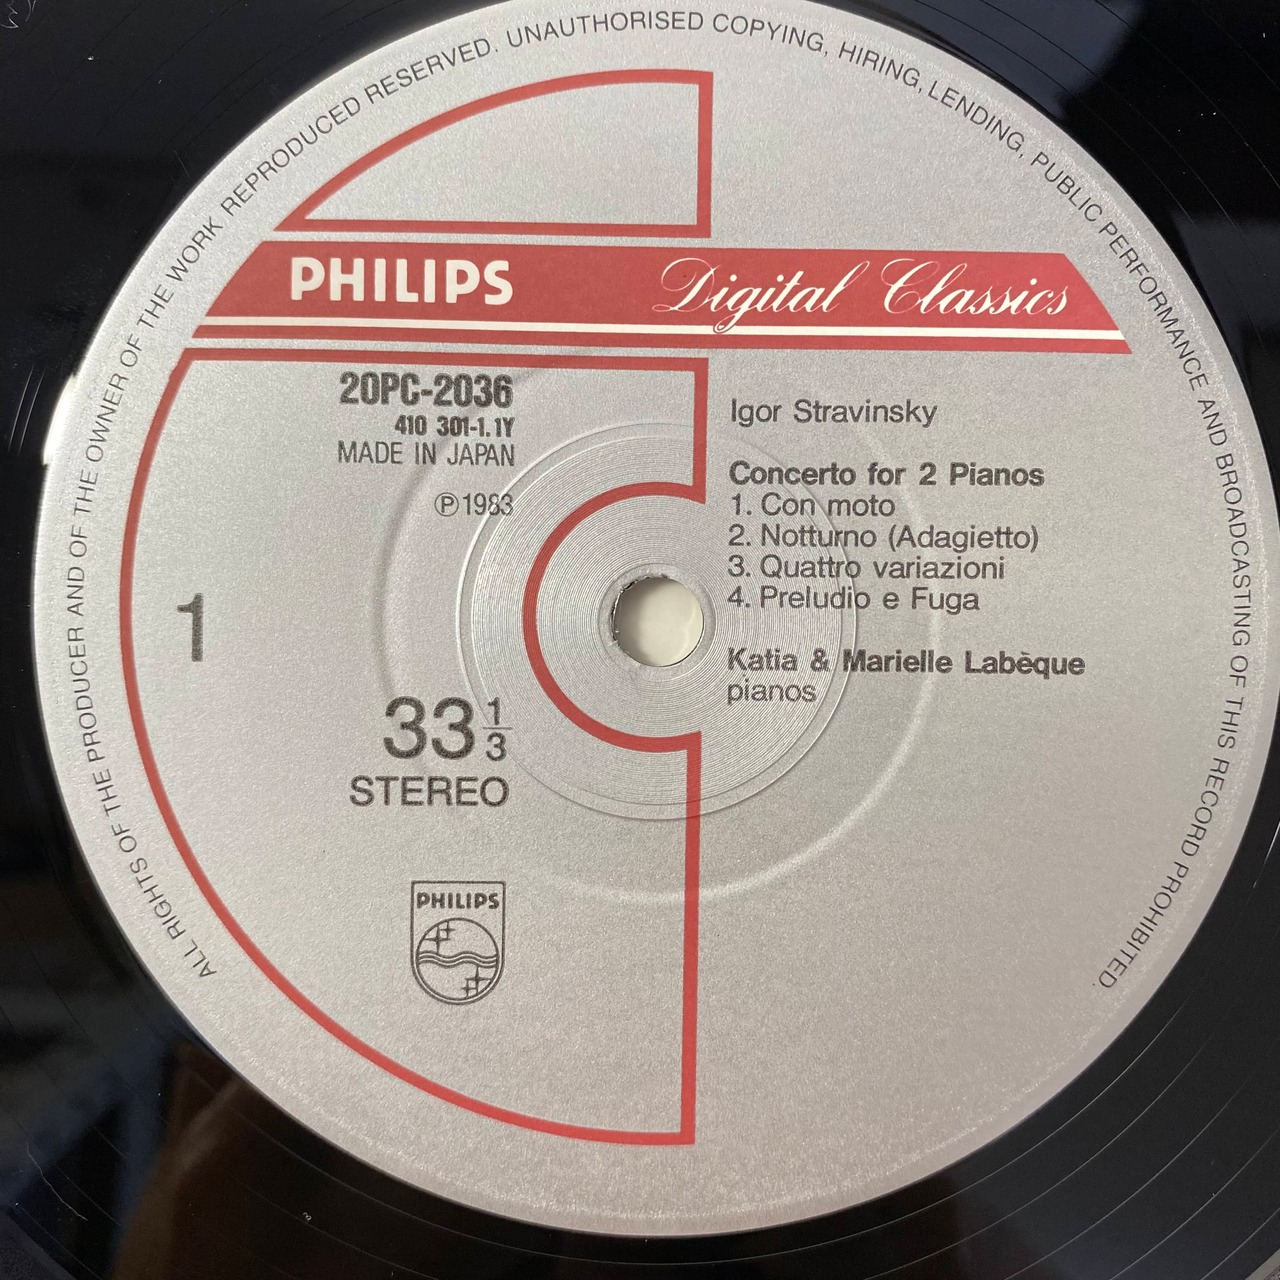 ALL RIGHTS OF THE PRODUCER AND OF THE OWNER OF THE WORK REPRODUCED RESERVED. UNAUTHORISED COPYING, HIRING, LENDING, PUBLIC PERFORMANCE AND BROADCASTING OF THIS RECORD PROHIBITED.
PHILIPS Digital Classics
20PC-2036
410 301-1.1Y
MADE IN JAPAN
℗1983
1
33 1/3
STEREO
PHILIPS
Igor Stravinsky
Concerto for 2 Pianos
1. Con moto
2. Notturno (Adagietto)
3. Quattro variazioni
4. Preludio e Fuga
Katia & Marielle Labèque
pianos